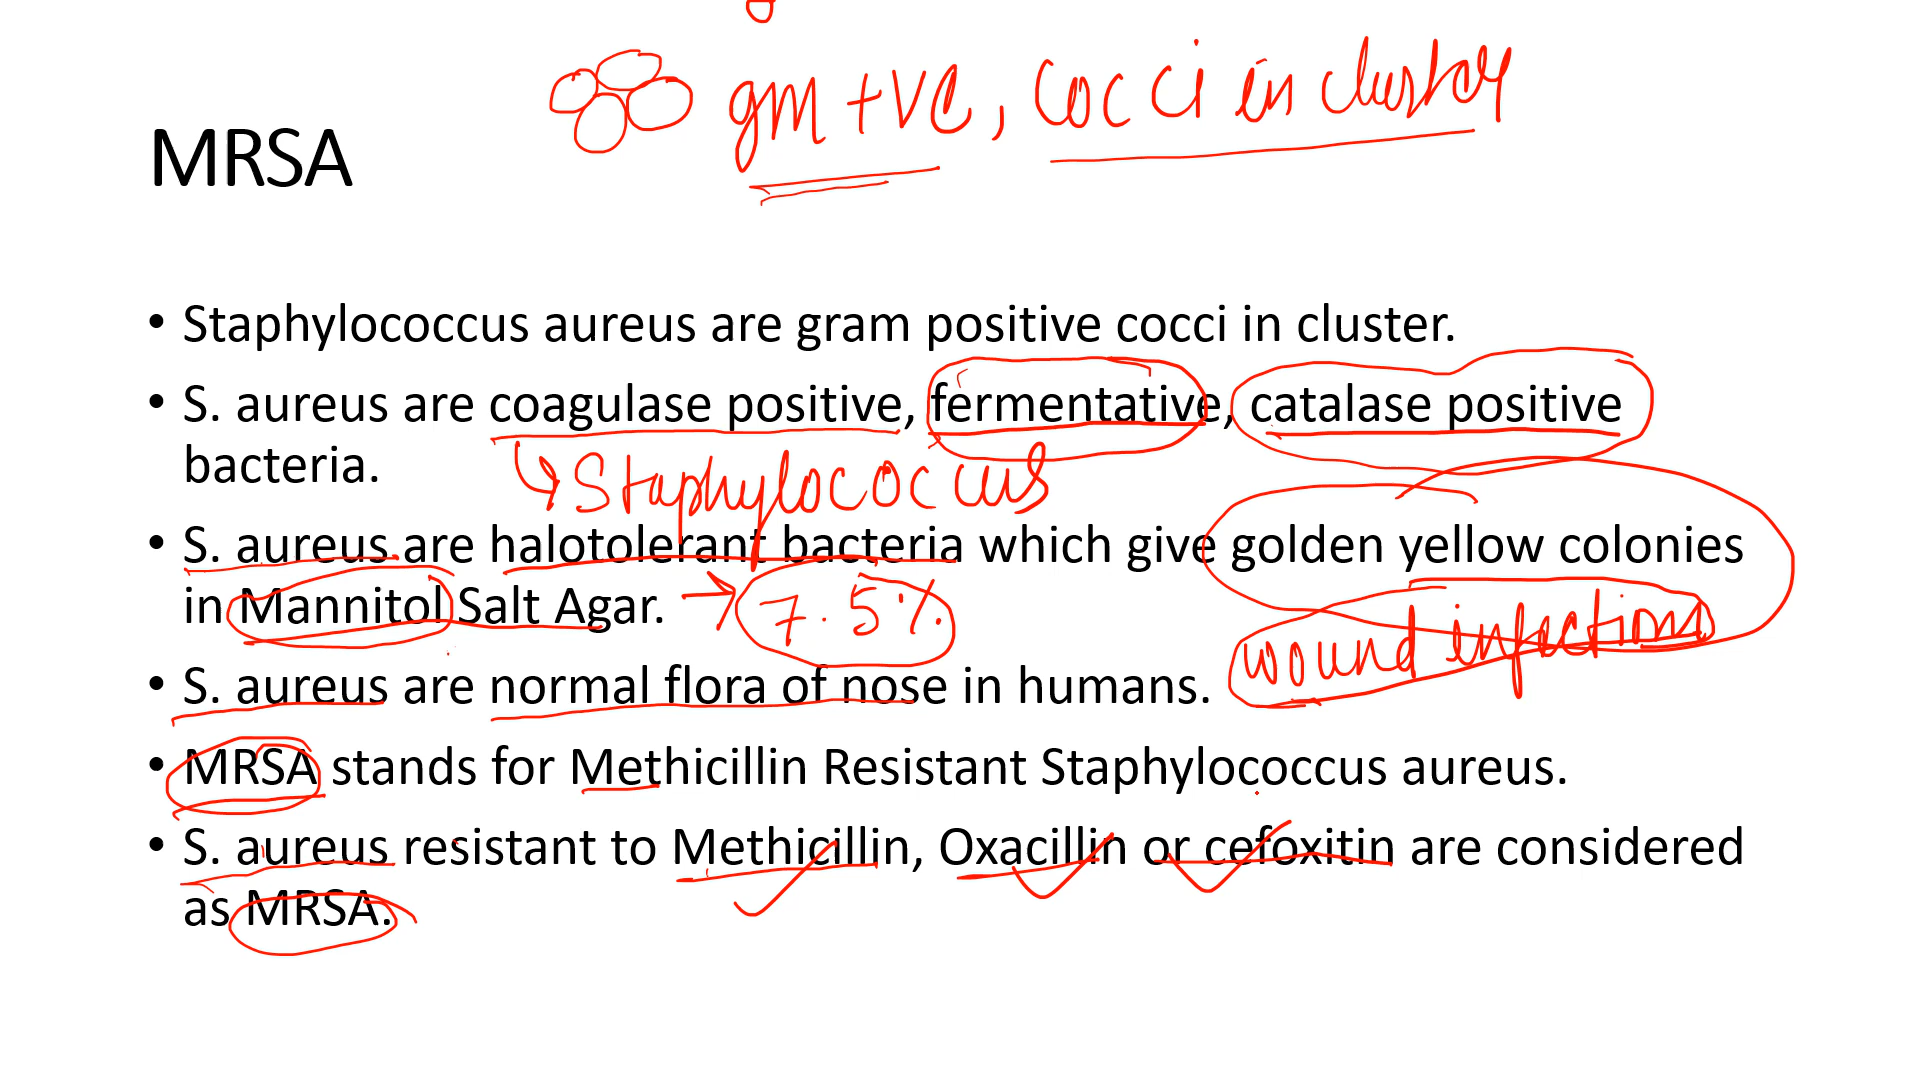 gm +ve, cocci in cluster
MRSA
• Staphylococcus aureus are gram positive cocci in cluster.
• S. aureus are coagulase positive, fermentative, catalase positive
bacteria.
Staphylococcus
• S. aureus are halotolerant bacteria which give golden yellow colonies
in Mannitol Salt Agar. → 7.5%
wound infections
• S. aureus are normal flora of nose in humans.
• MRSA stands for Methicillin Resistant Staphylococcus aureus.
• S. aureus resistant to Methicillin, Oxacillin or cefoxitin are considered
as MRSA.